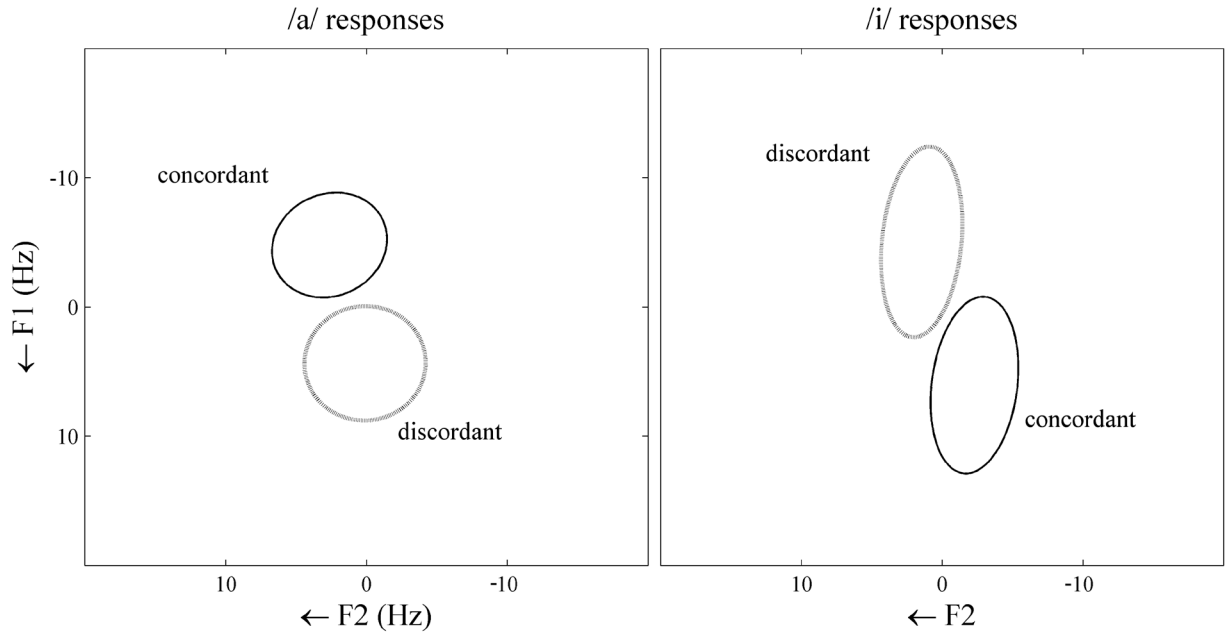 /a/ responses
/i/ responses
concordant
discordant
discordant
concordant
← F1 (Hz)
-10
0
10
10
0
-10
10
0
-10
← F2 (Hz)
← F2